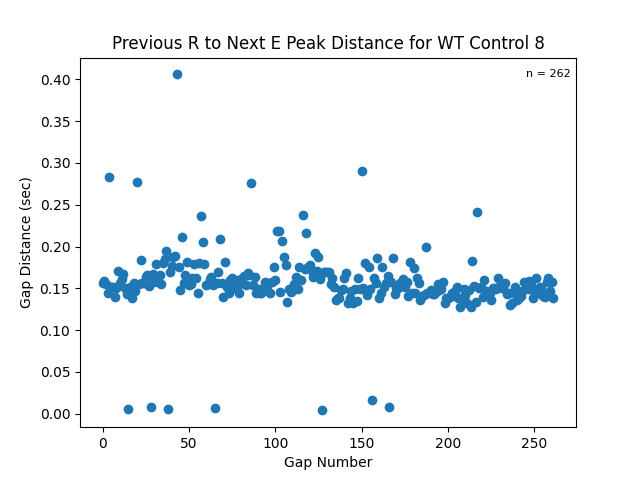 Previous R to Next E Peak Distance for WT Control 8
n = 262
Gap Distance (sec)
0.40
0.35
0.30
0.25
0.20
0.15
0.10
0.05
0.00
0 50 100 150 200 250
Gap Number